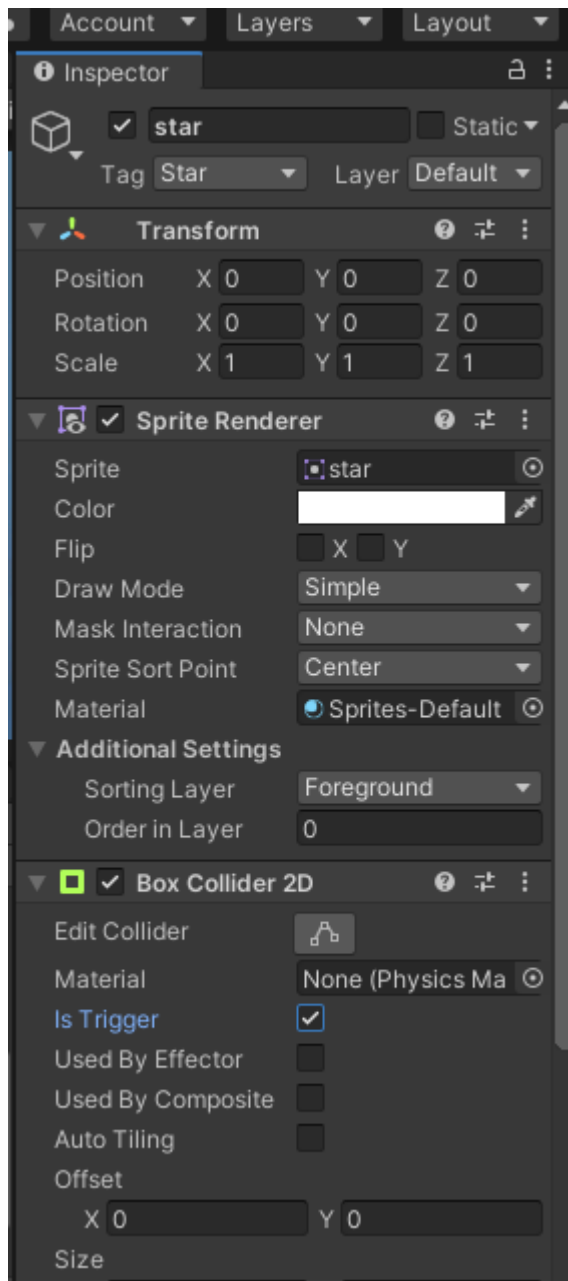 Account Layers Layout
Inspector
star Static
Tag Star Layer Default
Transform
Position X 0 Y 0 Z 0
Rotation X 0 Y 0 Z 0
Scale X 1 Y 1 Z 1
Sprite Renderer
Sprite star
Color
Flip X Y
Draw Mode Simple
Mask Interaction None
Sprite Sort Point Center
Material Sprites-Default
Additional Settings
Sorting Layer Foreground
Order in Layer 0
Box Collider 2D
Edit Collider
Material None (Physics Ma
Is Trigger
Used By Effector
Used By Composite
Auto Tiling
Offset
X 0 Y 0
Size